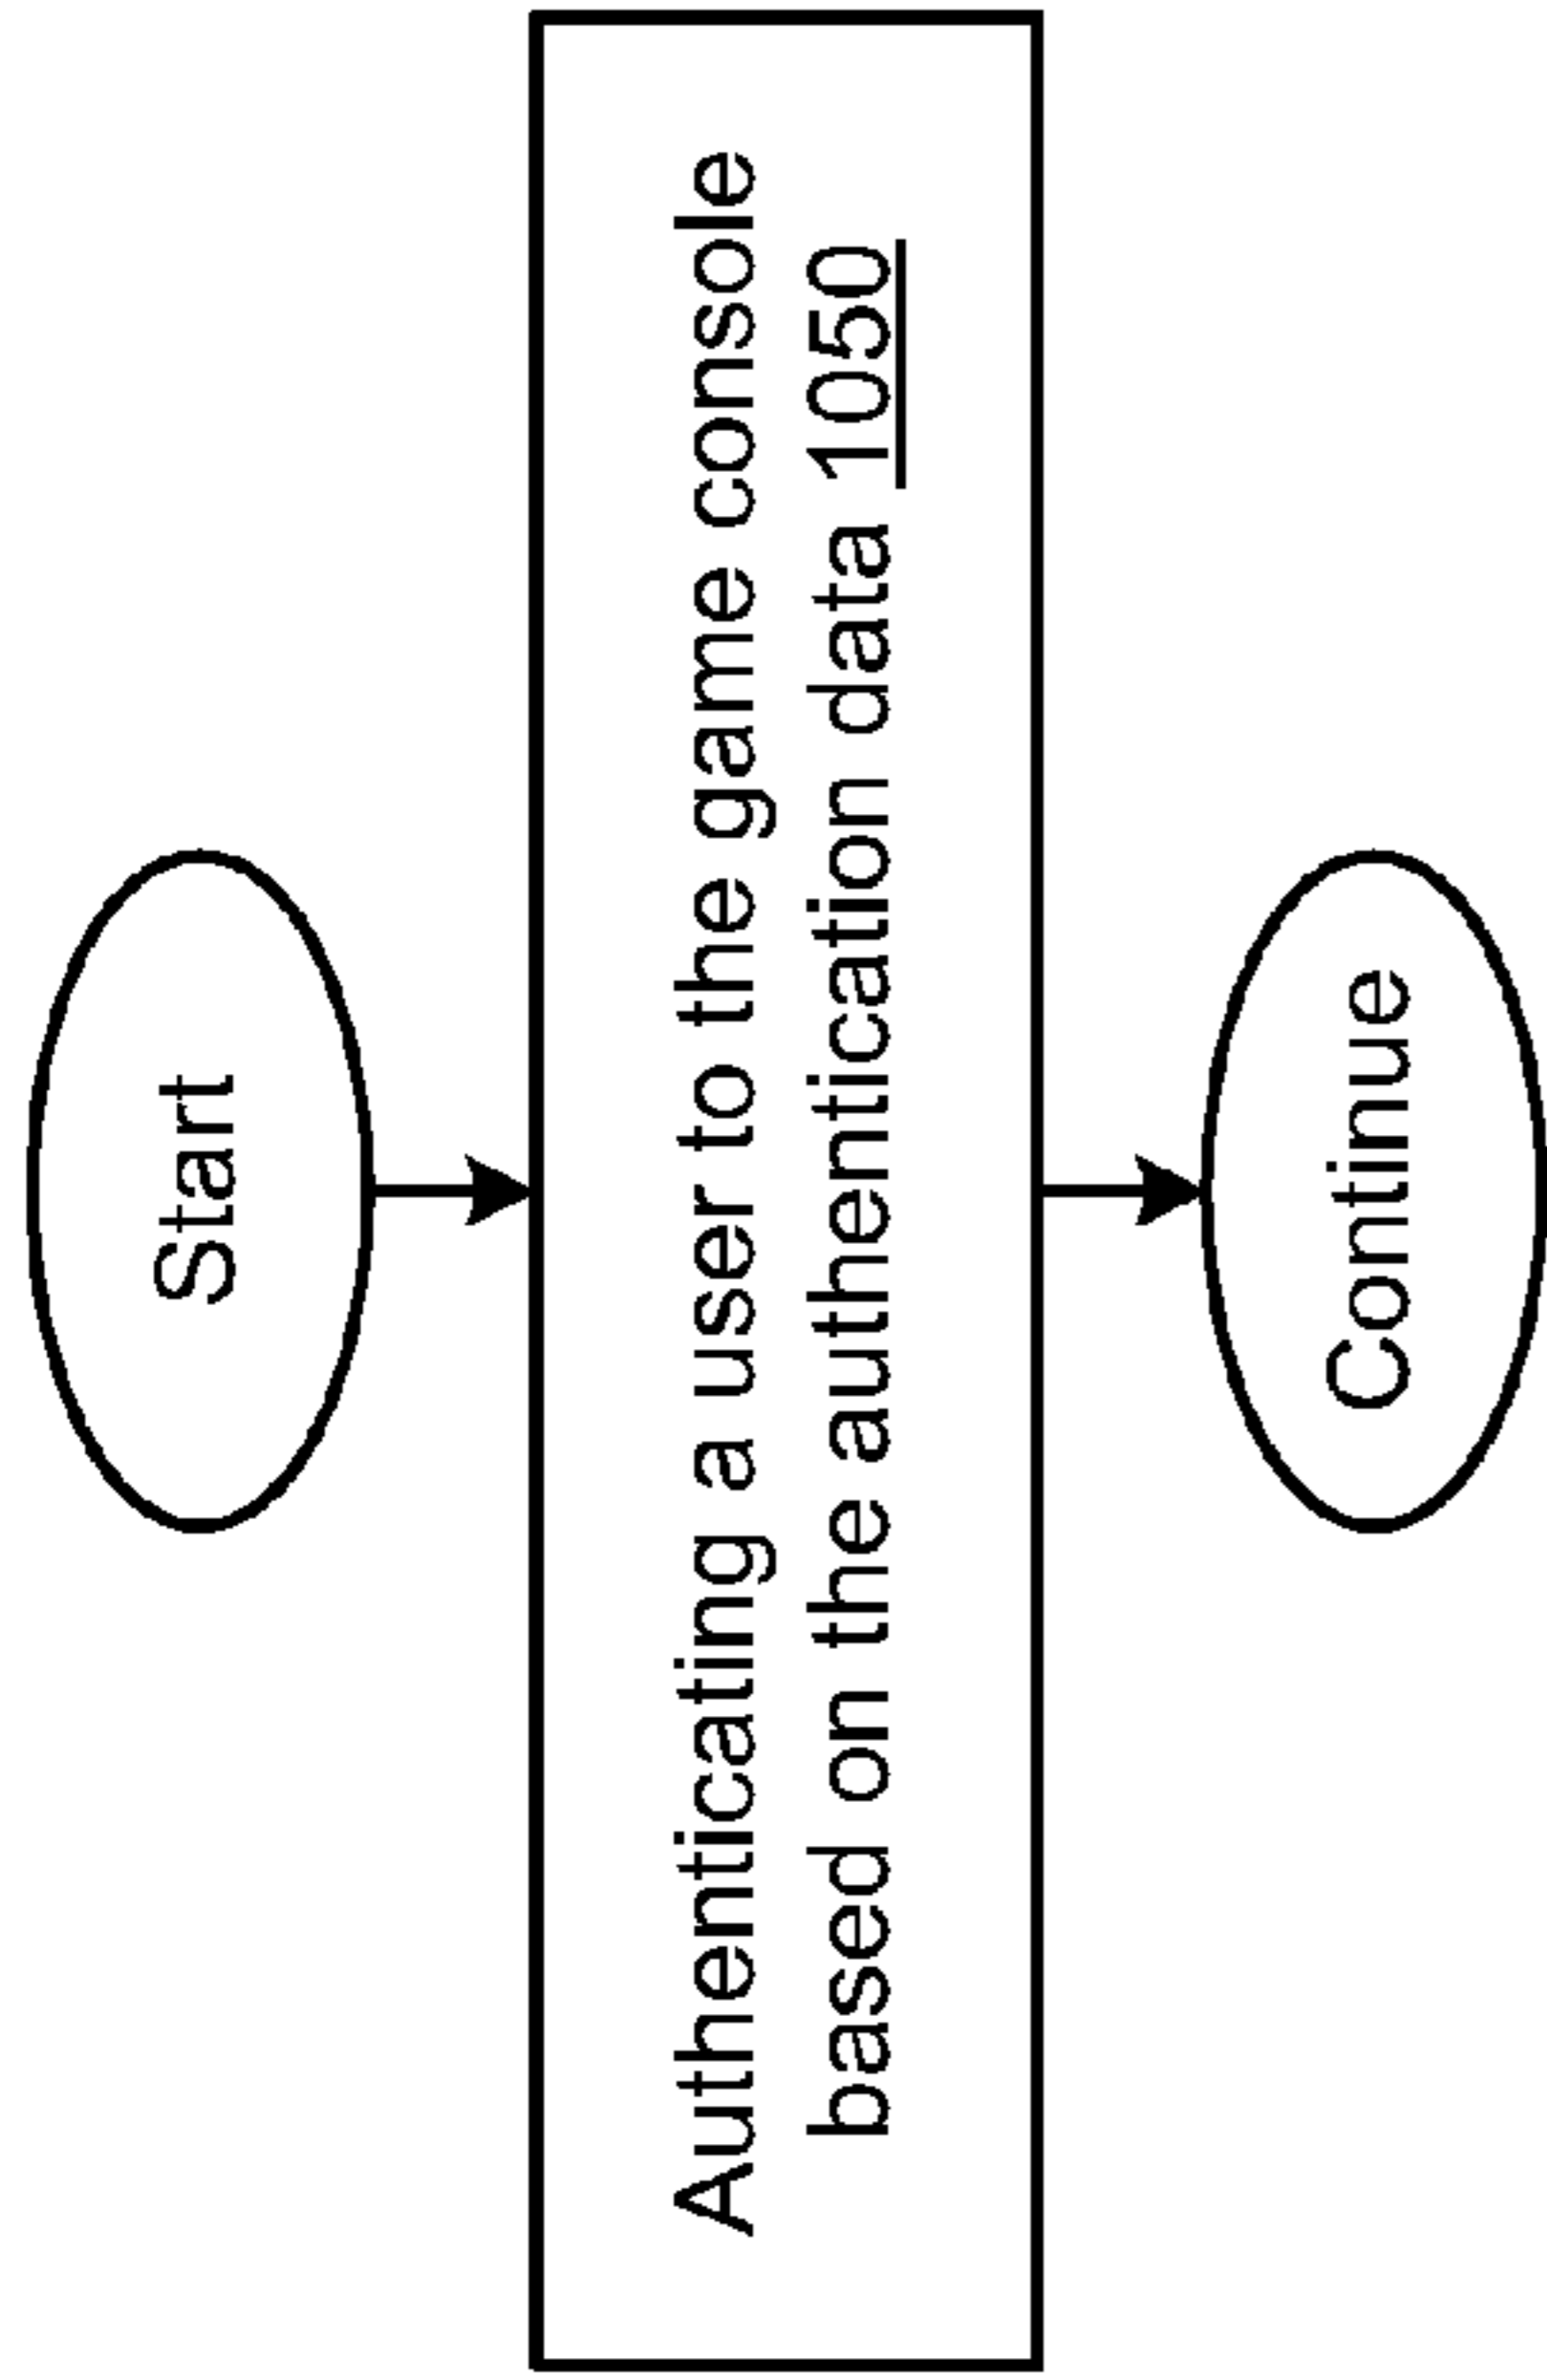 Start
Authenticating a user to the game console
based on the authentication data 1050
Continue